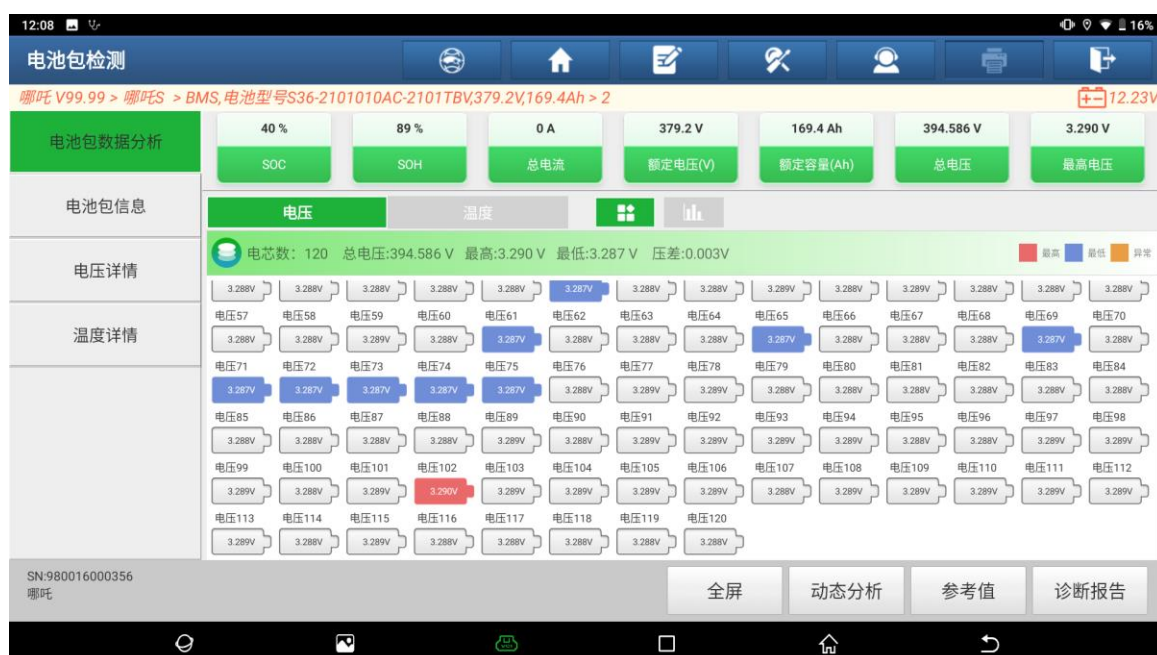 12:08 16%
电池包检测
哪吒 V99.99 > 哪吒S > BMS,电池型号S36-2101010AC-2101TBV,379.2V,169.4Ah > 2 12.23V
电池包数据分析
电池包信息
电压详情
温度详情
40 % 89 % 0 A 379.2 V 169.4 Ah 394.586 V 3.290 V
SOC SOH 总电流 额定电压(V) 额定容量(Ah) 总电压 最高电压
电压 温度
电芯数: 120 总电压:394.586 V 最高:3.290 V 最低:3.287 V 压差:0.003V 最高 最低 异常
3.288V 3.288V 3.288V 3.288V 3.288V 3.287V 3.288V 3.288V 3.289V 3.288V 3.289V 3.288V 3.288V 3.288V
电压57 电压58 电压59 电压60 电压61 电压62 电压63 电压64 电压65 电压66 电压67 电压68 电压69 电压70
3.288V 3.288V 3.289V 3.288V 3.287V 3.288V 3.288V 3.288V 3.287V 3.288V 3.288V 3.288V 3.287V 3.288V
电压71 电压72 电压73 电压74 电压75 电压76 电压77 电压78 电压79 电压80 电压81 电压82 电压83 电压84
3.287V 3.287V 3.287V 3.287V 3.287V 3.288V 3.289V 3.289V 3.288V 3.288V 3.288V 3.288V 3.288V 3.288V
电压85 电压86 电压87 电压88 电压89 电压90 电压91 电压92 电压93 电压94 电压95 电压96 电压97 电压98
3.288V 3.288V 3.289V 3.288V 3.288V 3.288V 3.289V 3.289V 3.289V 3.289V 3.288V 3.289V 3.289V 3.289V
电压99 电压100 电压101 电压102 电压103 电压104 电压105 电压106 电压107 电压108 电压109 电压110 电压111 电压112
3.289V 3.288V 3.289V 3.290V 3.289V 3.289V 3.289V 3.289V 3.288V 3.289V 3.289V 3.289V 3.289V 3.289V
电压113 电压114 电压115 电压116 电压117 电压118 电压119 电压120
3.289V 3.288V 3.289V 3.288V 3.288V 3.288V 3.288V 3.288V
SN:980016000356
哪吒
全屏 动态分析 参考值 诊断报告